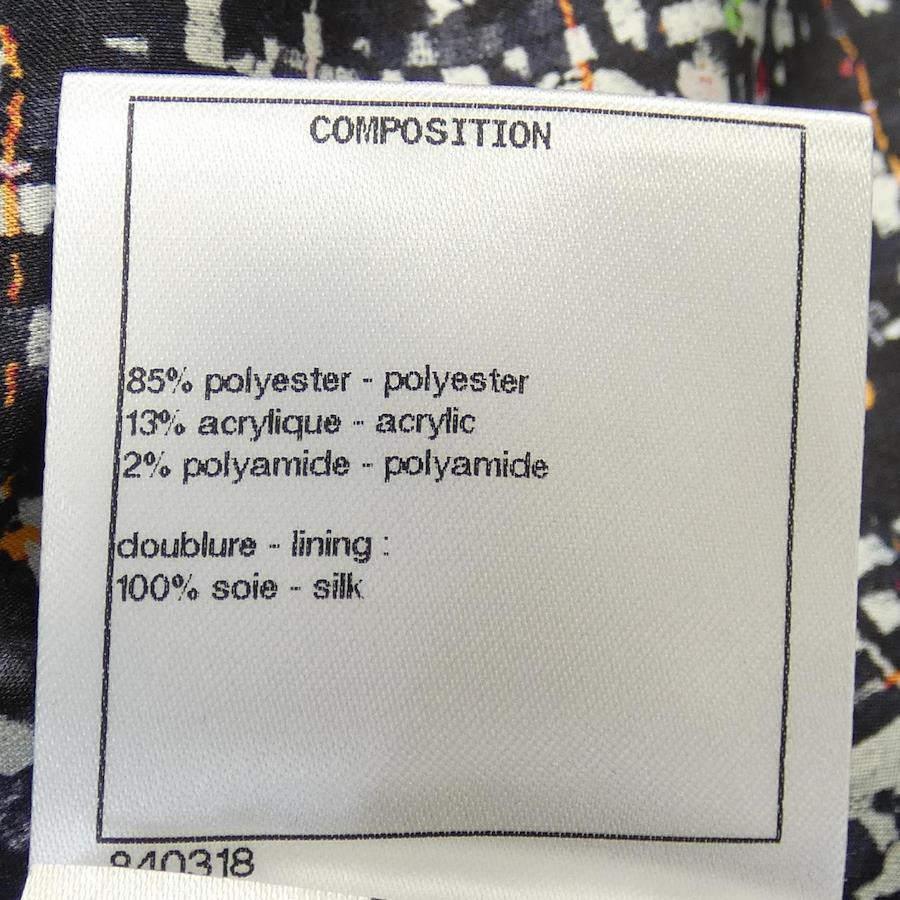 COMPOSITION
85% polyester - polyester
13% acrylique - acrylic
2% polyamide - polyamide
doublure - lining :
100% soie - silk
840318